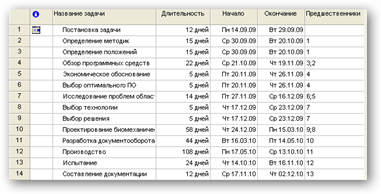 Название задачи Длительность Начало Окончание Предшественники
1 Постановка задачи 12 дней Пн 14.09.09 Вт 29.09.09
2 Определение методик 15 дней Ср 30.09.09 Вт 20.10.09 1
3 Определение положений 15 дней Ср 30.09.09 Вт 20.10.09 1
4 Обзор программных средств 22 дней Ср 21.10.09 Чт 19.11.09 3;2
5 Экономическое обоснование 5 дней Пт 20.11.09 Чт 26.11.09 4
6 Выбор оптимального ПО 5 дней Пт 20.11.09 Чт 26.11.09 4
7 Исследование проблем облас 14 дней Пт 27.11.09 Ср 16.12.09 6;5
8 Выбор технологии 5 дней Чт 17.12.09 Ср 23.12.09 7
9 Выбор решения 5 дней Чт 17.12.09 Ср 23.12.09 7
10 Проектирование биомеханиче 58 дней Чт 24.12.09 Пн 15.03.10 9;8
11 Разработка документооборота 44 дней Вт 16.03.10 Пт 14.05.10 10
12 Производство 108 дней Пн 17.05.10 Ср 13.10.10 11
13 Испытание 24 дней Чт 14.10.10 Вт 16.11.10 12
14 Составление документации 12 дней Ср 17.11.10 Чт 02.12.10 13